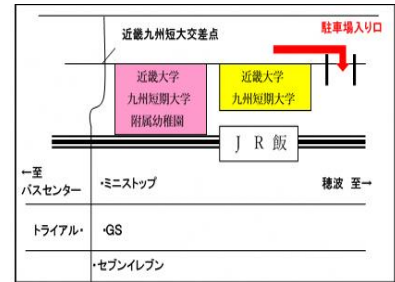 近畿九州短大交差点
駐車場入り口
近畿大学
九州短期大学
附属幼稚園
近畿大学
九州短期大学
JR飯
←至
バスセンター
・ミニストップ
穂波 至→
トライアル・
・GS
・セブンイレブン